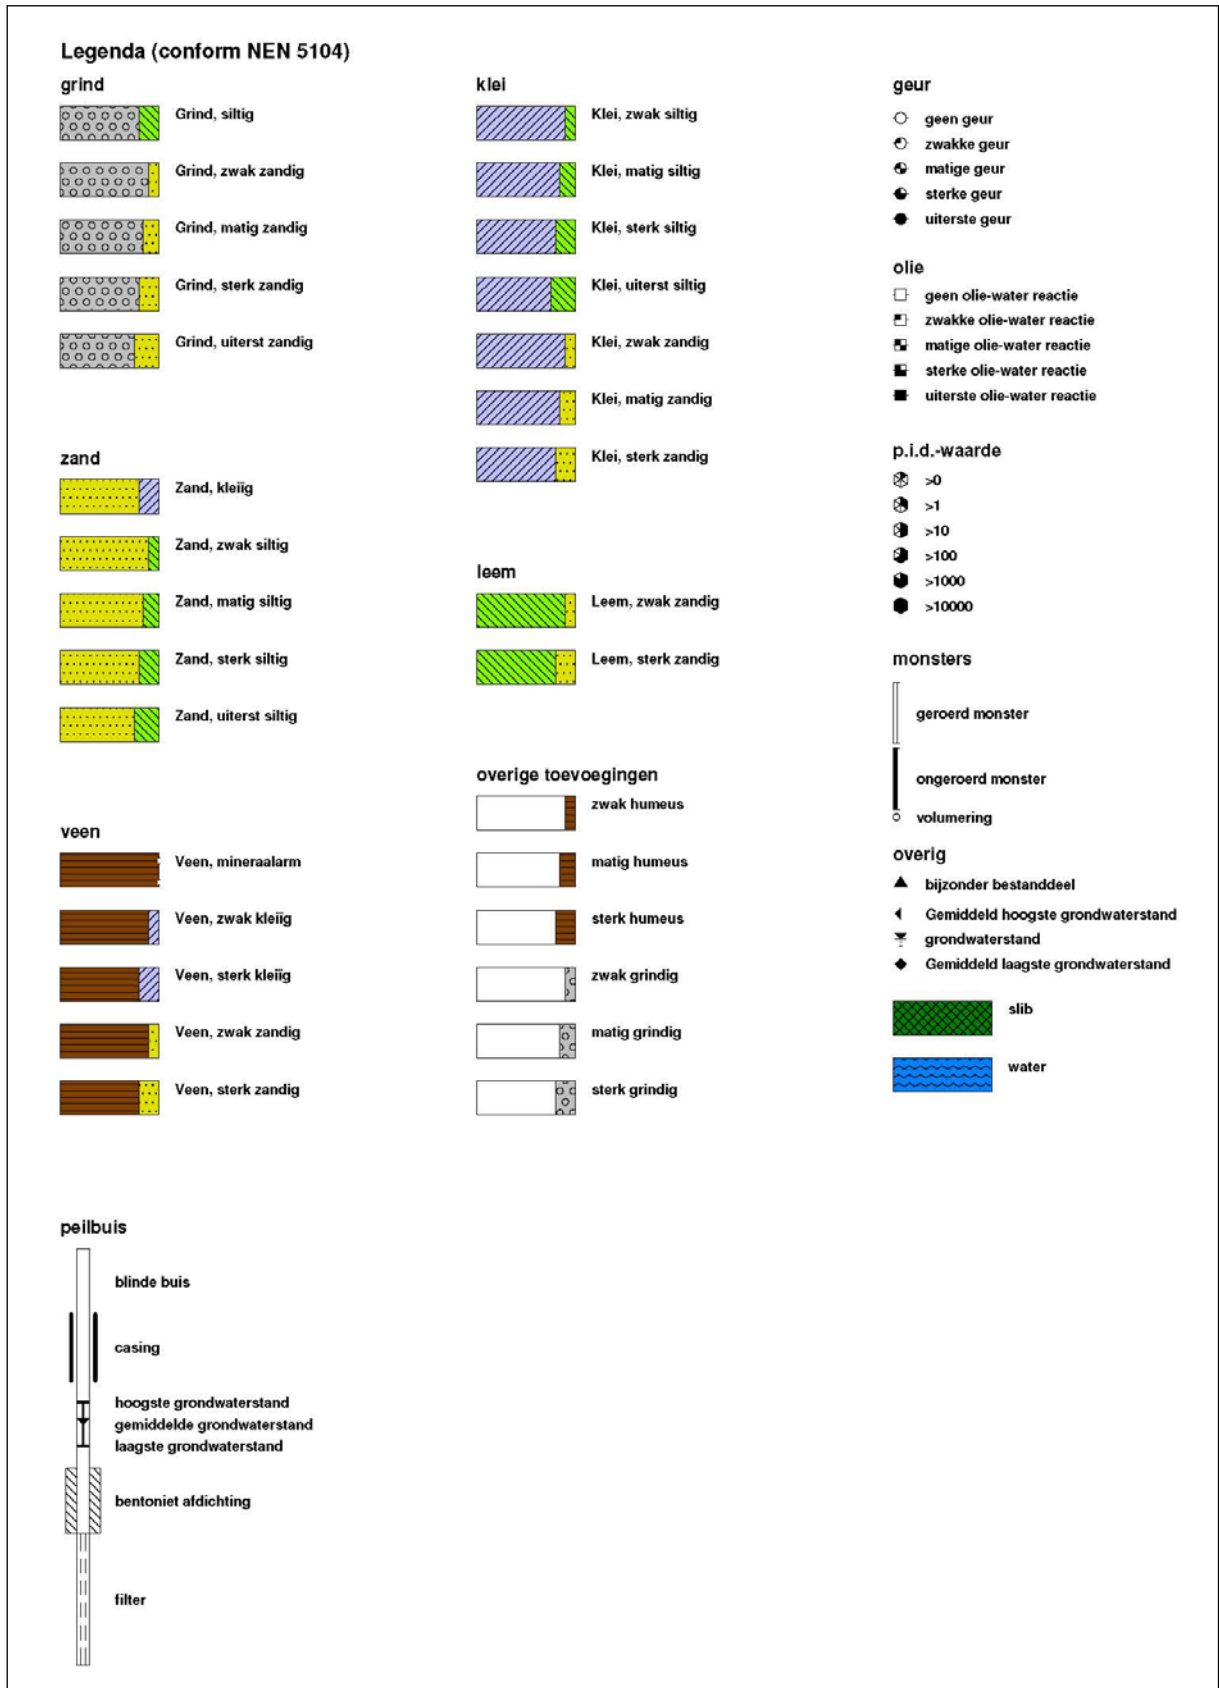 Legenda (conform NEN 5104)
grind
Grind, siltig
Grind, zwak zandig
Grind, matig zandig
Grind, sterk zandig
Grind, uiterst zandig
zand
Zand, kleiïg
Zand, zwak siltig
Zand, matig siltig
Zand, sterk siltig
Zand, uiterst siltig
veen
Veen, mineraalarm
Veen, zwak kleiïg
Veen, sterk kleiïg
Veen, zwak zandig
Veen, sterk zandig
peilbuis
blinde buis
casing
hoogste grondwaterstand
gemiddelde grondwaterstand
laagste grondwaterstand
bentoniet afdichting
filter
klei
Klei, zwak siltig
Klei, matig siltig
Klei, sterk siltig
Klei, uiterst siltig
Klei, zwak zandig
Klei, matig zandig
Klei, sterk zandig
leem
Leem, zwak zandig
Leem, sterk zandig
overige toevoegingen
zwak humeus
matig humeus
sterk humeus
zwak grindig
matig grindig
sterk grindig
geur
geen geur
zwakke geur
matige geur
sterke geur
uiterste geur
olie
geen olie-water reactie
zwakke olie-water reactie
matige olie-water reactie
sterke olie-water reactie
uiterste olie-water reactie
p.i.d.-waarde
>0
>1
>10
>100
>1000
>10000
monsters
geroerd monster
ongeroerd monster
volumering
overig
bijzonder bestanddeel
Gemiddeld hoogste grondwaterstand
grondwaterstand
Gemiddeld laagste grondwaterstand
slib
water